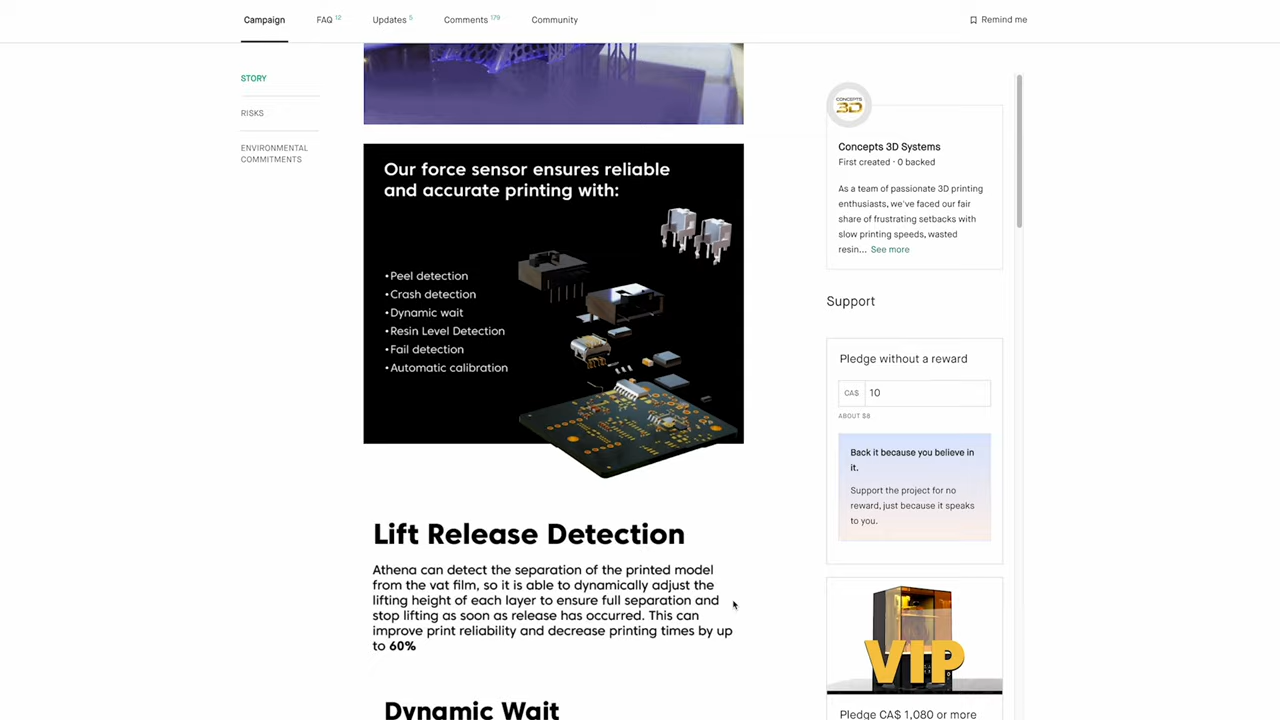 Campaign
FAQ 12
Updates 5
Comments 179
Community
Remind me
STORY
RISKS
ENVIRONMENTAL
COMMITMENTS
Our force sensor ensures reliable
and accurate printing with:
•Peel detection
•Crash detection
•Dynamic wait
•Resin Level Detection
•Fail detection
•Automatic calibration
Lift Release Detection
Athena can detect the separation of the printed model
from the vat film, so it is able to dynamically adjust the
lifting height of each layer to ensure full separation and
stop lifting as soon as release has occurred. This can
improve print reliability and decrease printing times by up
to 60%
Dynamic Wait
CONCEPTS
3D
Concepts 3D Systems
First created · 0 backed
As a team of passionate 3D printing
enthusiasts, we've faced our fair
share of frustrating setbacks with
slow printing speeds, wasted
resin... See more
Support
Pledge without a reward
CA$ 10
ABOUT $8
Back it because you believe in
it.
Support the project for no
reward, just because it speaks
to you.
VIP
Pledge CA$ 1,080 or more